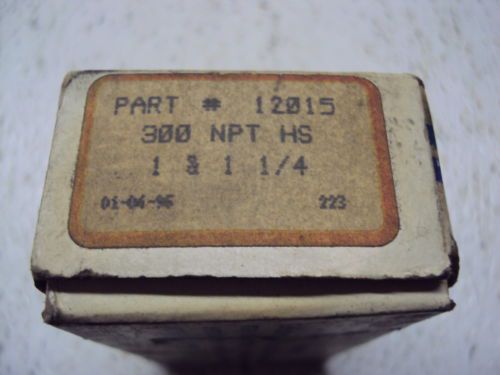 PART # 12015
300 NPT HS
1 & 1 1/4
01-04-96 223